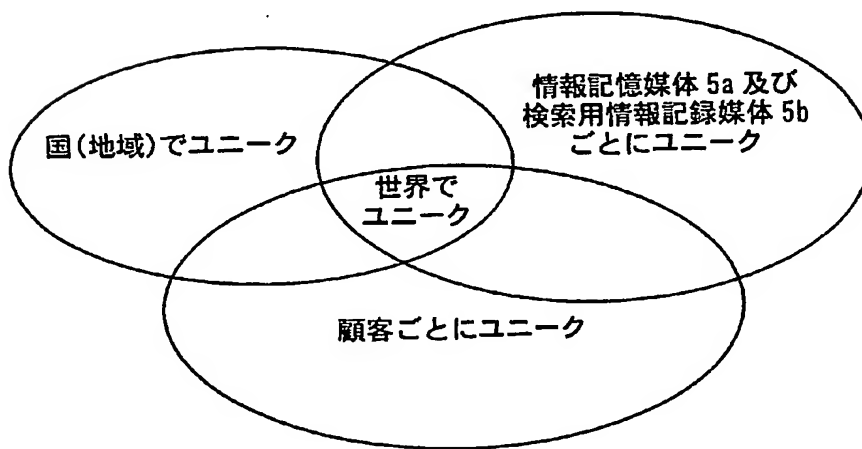 情報記憶媒体 5a 及び
検索用情報記録媒体 5b
ごとにユニーク
国(地域)でユニーク
世界で
ユニーク
顧客ごとにユニーク